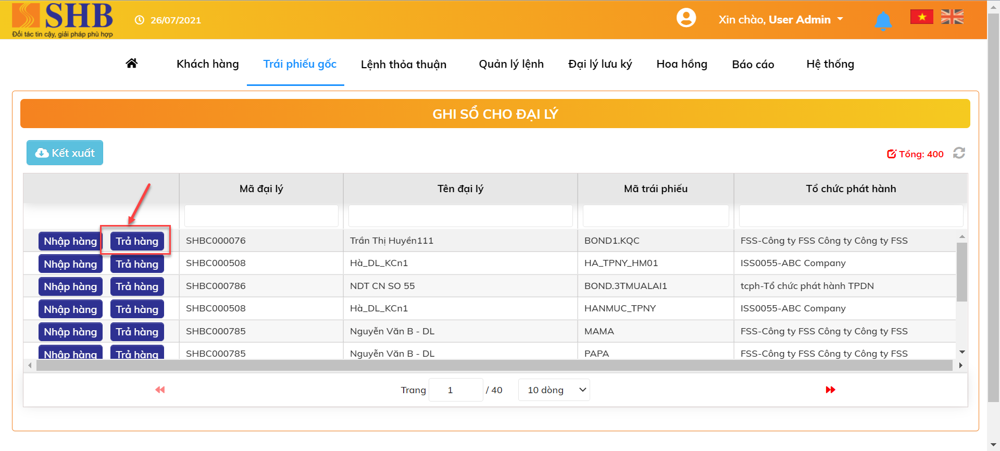 SHB
Đối tác tin cậy, giải pháp phù hợp
26/07/2021
Xin chào, User Admin
Khách hàng Trái phiếu gốc Lệnh thỏa thuận Quản lý lệnh Đại lý lưu ký Hoa hồng Báo cáo Hệ thống
GHI SỔ CHO ĐẠI LÝ
Kết xuất
Tổng: 400
Mã đại lý Tên đại lý Mã trái phiếu Tổ chức phát hành
Nhập hàng Trả hàng SHBC000076 Trần Thị Huyền111 BOND1.KQC FSS-Công ty FSS Công ty Công ty FSS
Nhập hàng Trả hàng SHBC000508 Hà_DL_KCn1 HA_TPNY_HM01 ISS0055-ABC Company
Nhập hàng Trả hàng SHBC000786 NDT CN SO 55 BOND.3TMUALAI1 tcph-Tổ chức phát hành TPDN
Nhập hàng Trả hàng SHBC000508 Hà_DL_KCn1 HANMUC_TPNY ISS0055-ABC Company
Nhập hàng Trả hàng SHBC000785 Nguyễn Văn B - DL MAMA FSS-Công ty FSS Công ty Công ty FSS
Nhập hàng Trả hàng SHBC000785 Nguyễn Văn B - DL PAPA FSS-Công ty FSS Công ty Công ty FSS
Trang 1 / 40 10 dòng